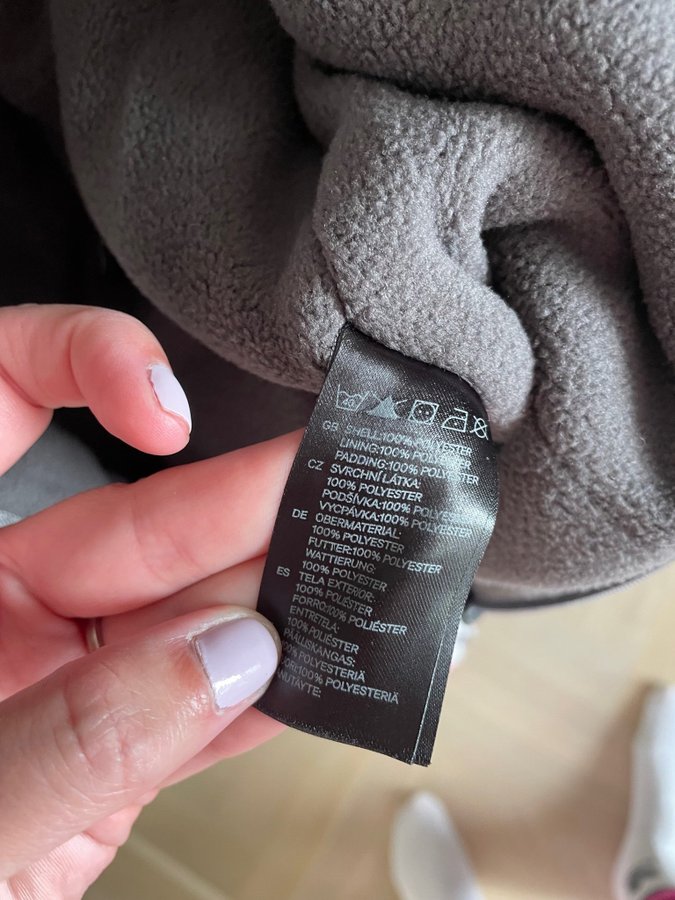 GB SHELL:100% POLYESTER
LINING:100% POLYESTER
PADDING:100% POLYESTER
CZ SVRCHNÍ LÁTKA:
100% POLYESTER
PODŠÍVKA:100% POLYESTER
VYCPÁVKA:100% POLYESTER
DE OBERMATERIAL:
100% POLYESTER
FUTTER:100% POLYESTER
WATTIERUNG:
100% POLYESTER
ES TELA EXTERIOR:
100% POLIÉSTER
FORRO:100% POLIÉSTER
ENTRETELA:
100% POLIÉSTER
PÄÄLLISKANGAS:
POLYESTERIÄ
100% POLYESTERIÄ